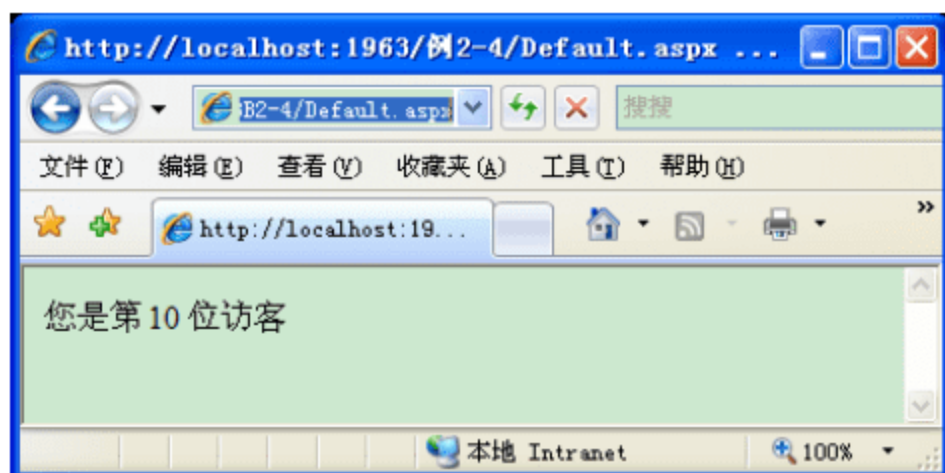 http://localhost:1963/例2-4/Default.aspx ...
B2-4/Default.aspx
搜搜
文件(F) 编辑(E) 查看(V) 收藏夹(A) 工具(T) 帮助(H)
http://localhost:19...
您是第 10 位访客
本地 Intranet 100%